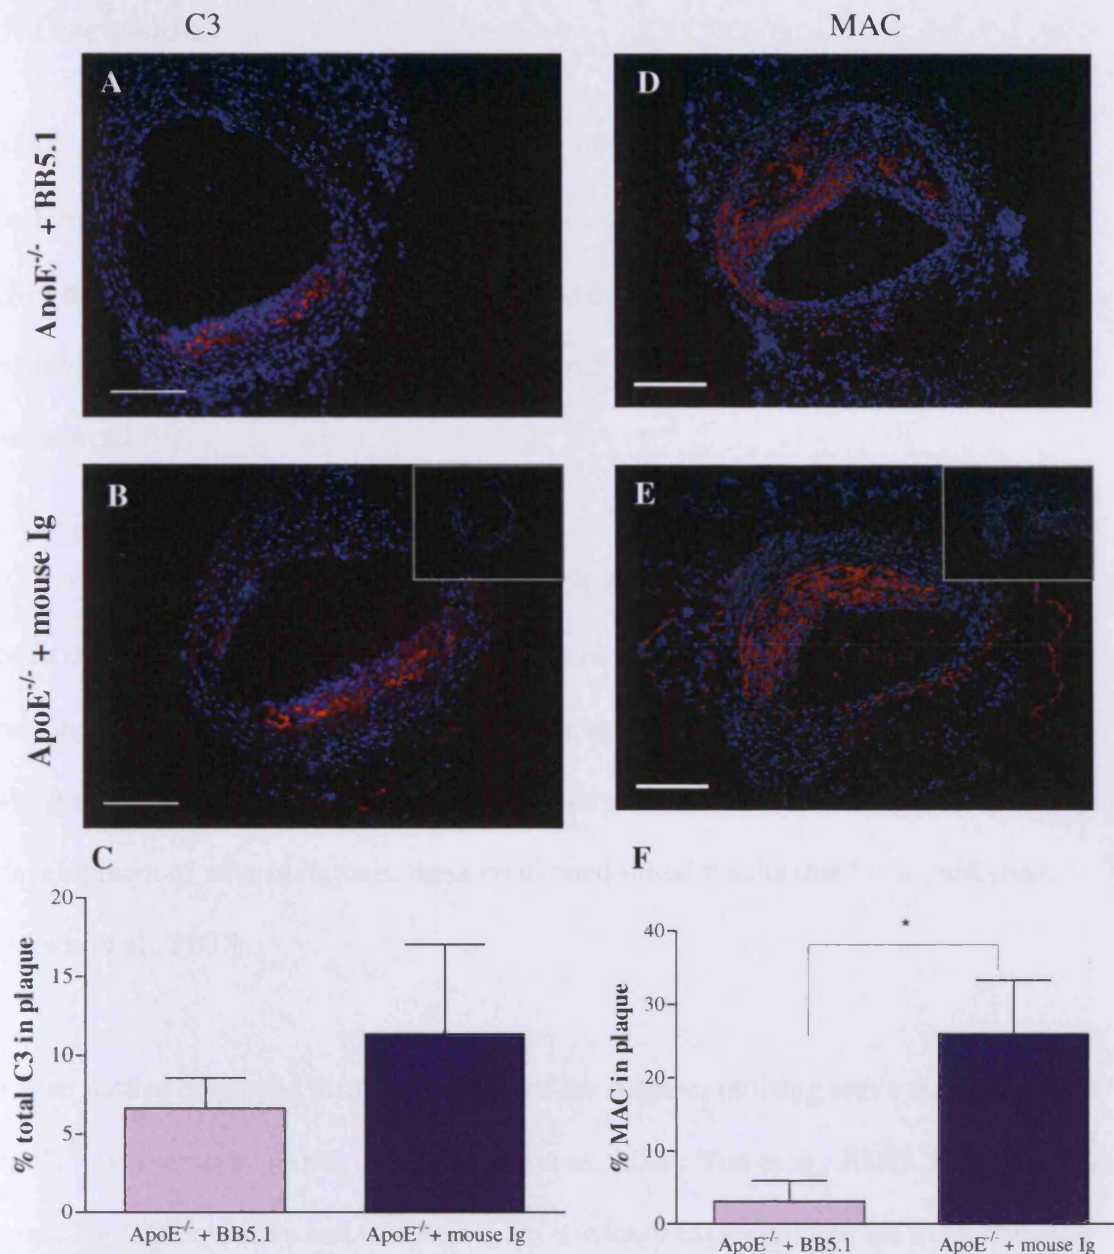 C3
MAC
ApoE-/- + BB5.1
A
D
ApoE-/- + mouse Ig
B
E
C
F
% total C3 in plaque
20
15
10
5
0
ApoE-/- + BB5.1
ApoE-/- + mouse Ig
% MAC in plaque
40
30
20
10
0
*
ApoE-/- + BB5.1
ApoE-/- + mouse Ig